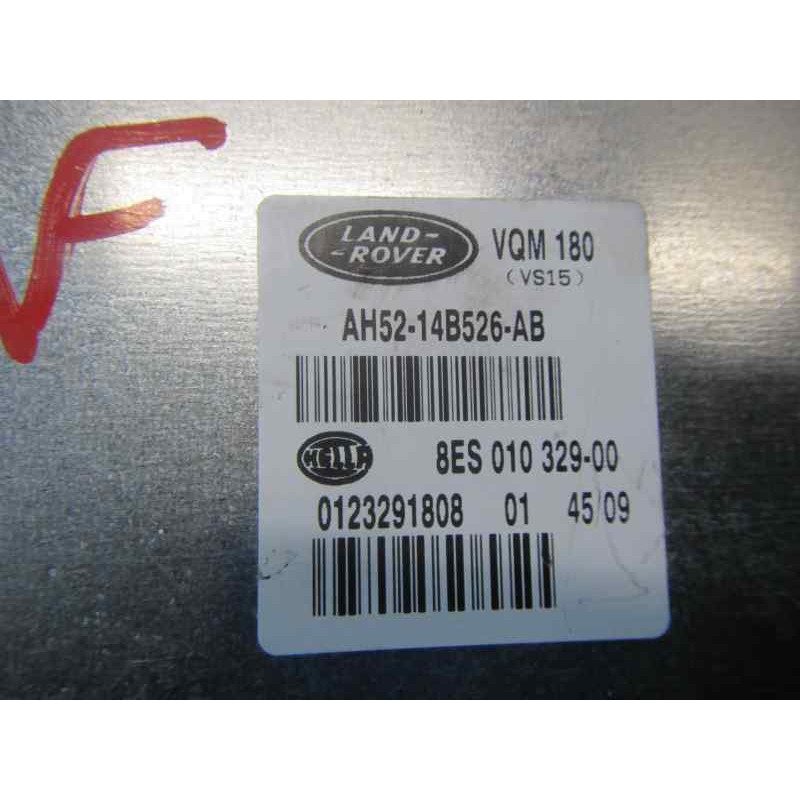 F
LAND-
-ROVER
VQM 180
(VS15)
AH52-14B526-AB
HELLA
8ES 010 329-00
0123291808 01 45/09